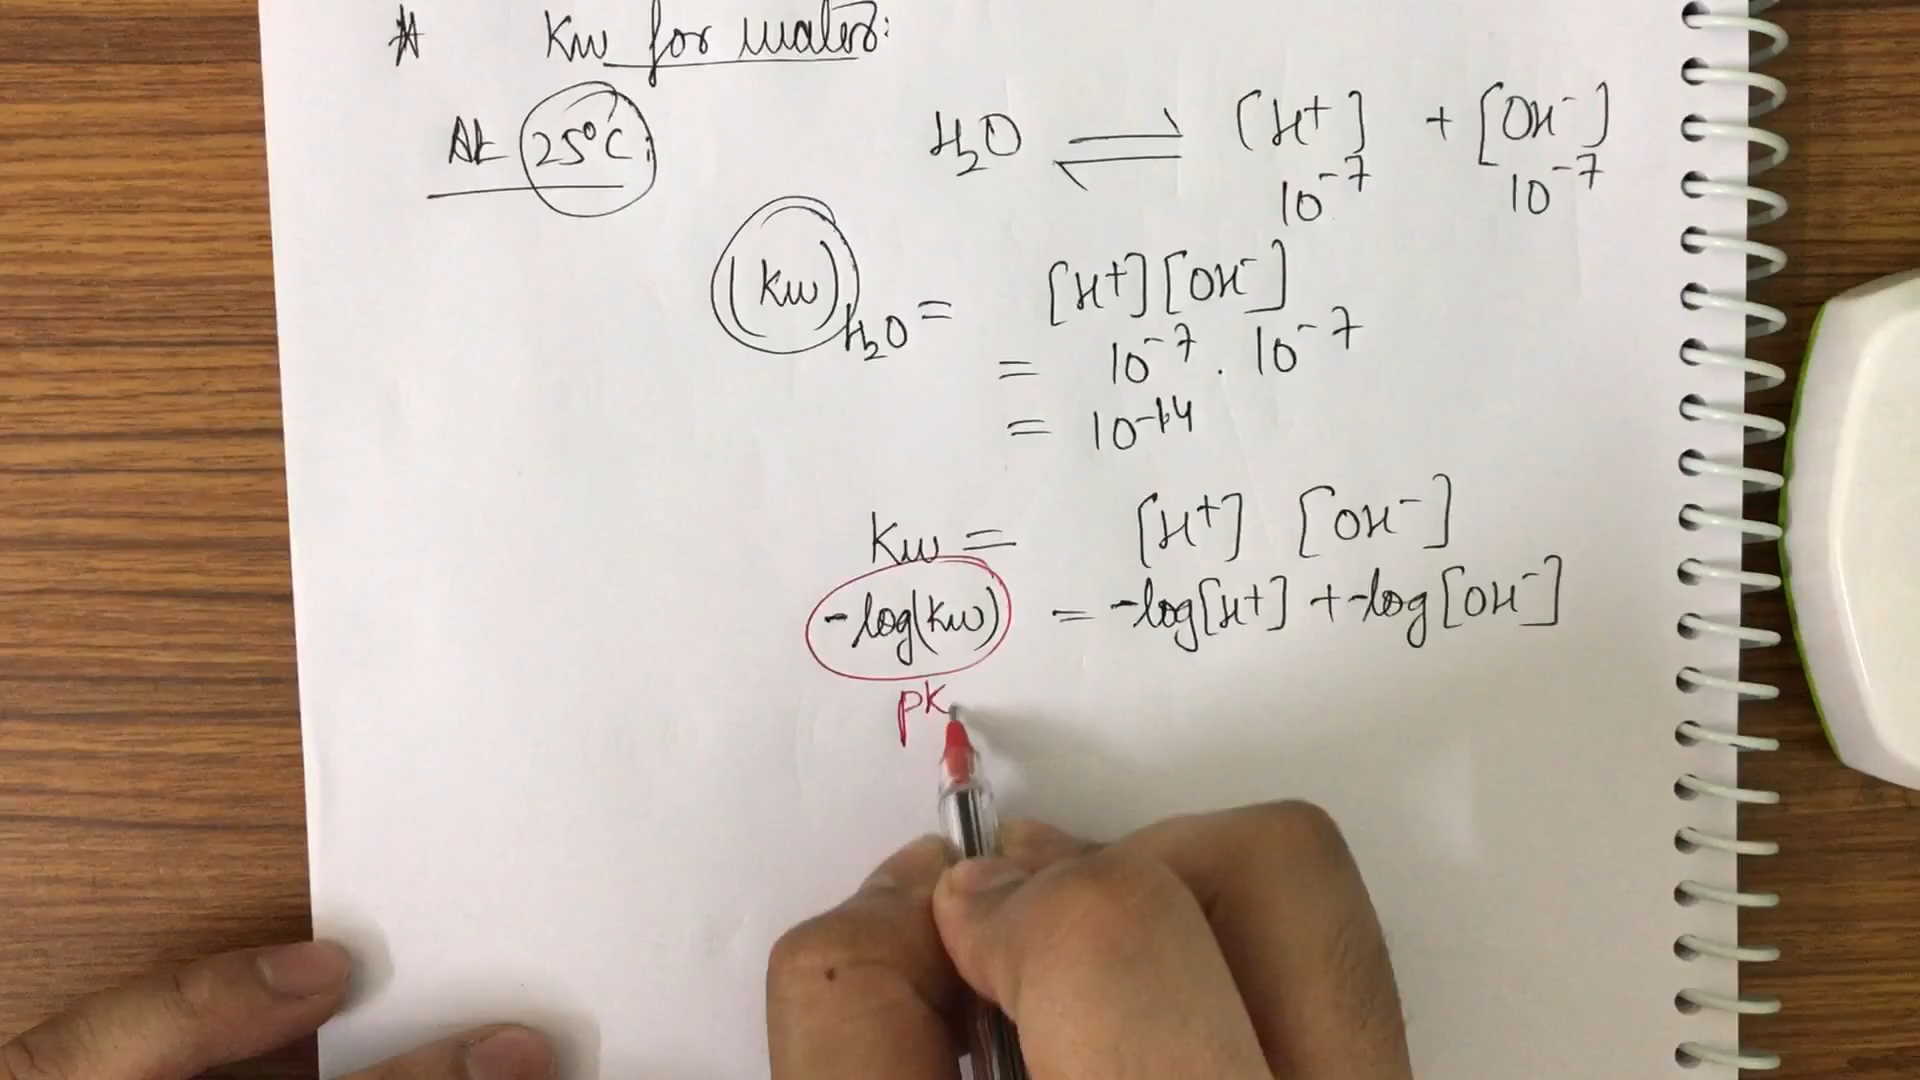 * Kw for water:
At 25°C H₂O ⇌ [H⁺] + [OH⁻]
10⁻⁷ 10⁻⁷
(Kw)H₂O = [H⁺][OH⁻]
= 10⁻⁷ . 10⁻⁷
= 10⁻¹⁴
Kw = [H⁺] [OH⁻]
-log(Kw) = -log[H⁺] + -log[OH⁻]
pK